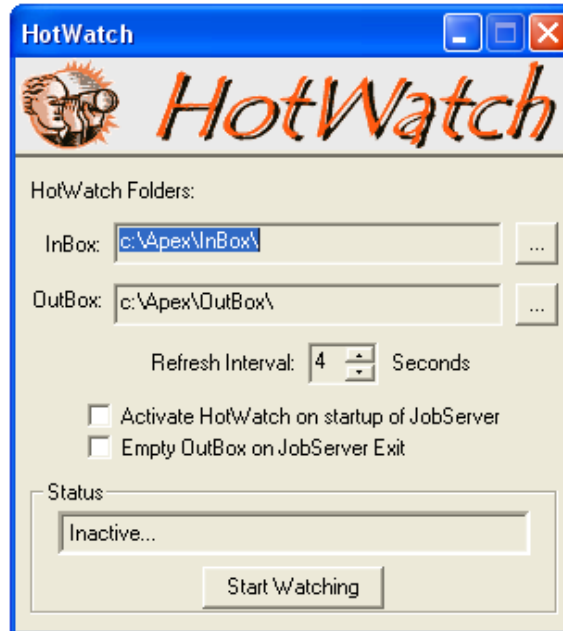 HotWatch
HotWatch
HotWatch Folders:
InBox: c:\Apex\InBox\ ...
OutBox: c:\Apex\OutBox\ ...
Refresh Interval: 4 Seconds
Activate HotWatch on startup of JobServer
Empty OutBox on JobServer Exit
Status
Inactive...
Start Watching